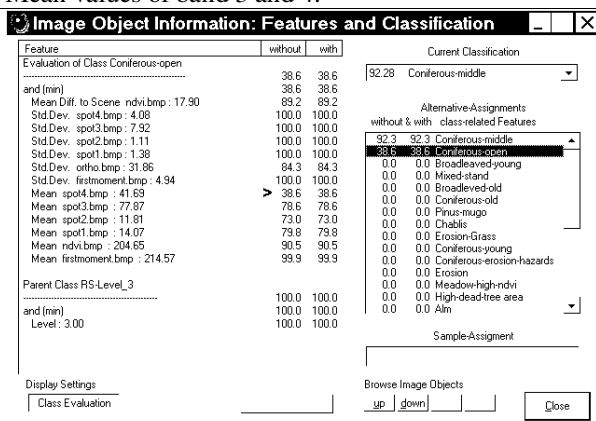 Mean values of band 3 and 4.
Image Object Information: Features and Classification
Feature without with
Evaluation of Class Coniferous-open
38.6 38.6
and (min) 38.6 38.6
Mean Diff. to Scene ndvi.bmp : 17.90 89.2 89.2
Std.Dev. spot4.bmp : 4.08 100.0 100.0
Std.Dev. spot3.bmp : 7.92 100.0 100.0
Std.Dev. spot2.bmp : 1.11 100.0 100.0
Std.Dev. spot1.bmp : 1.38 100.0 100.0
Std.Dev. ortho.bmp : 31.86 84.3 84.3
Std.Dev. firstmoment.bmp : 4.94 100.0 100.0
Mean spot4.bmp : 41.69 > 38.6 38.6
Mean spot3.bmp : 77.87 78.6 78.6
Mean spot2.bmp : 11.81 73.0 73.0
Mean spot1.bmp : 14.07 79.8 79.8
Mean ndvi.bmp : 204.65 90.5 90.5
Mean firstmoment.bmp : 214.57 99.9 99.9
Parent Class RS-Level_3
100.0 100.0
and (min) 100.0 100.0
Level : 3.00 100.0 100.0
Display Settings
Class Evaluation
Current Classification
92.28 Coniferous-middle
Alternative-Assignments
without & with class-related Features
92.3 92.3 Coniferous-middle
38.6 38.6 Coniferous-open
0.0 0.0 Broadleaved-young
0.0 0.0 Mixed-stand
0.0 0.0 Broadleved-old
0.0 0.0 Coniferous-old
0.0 0.0 Pinus-mugo
0.0 0.0 Chablis
0.0 0.0 Erosion-Grass
0.0 0.0 Coniferous-young
0.0 0.0 Coniferous-erosion-hazards
0.0 0.0 Erosion
0.0 0.0 Meadow-high-ndvi
0.0 0.0 High-dead-tree area
0.0 0.0 Alm
Sample-Assigment
Browse Image Objects
up down
Close